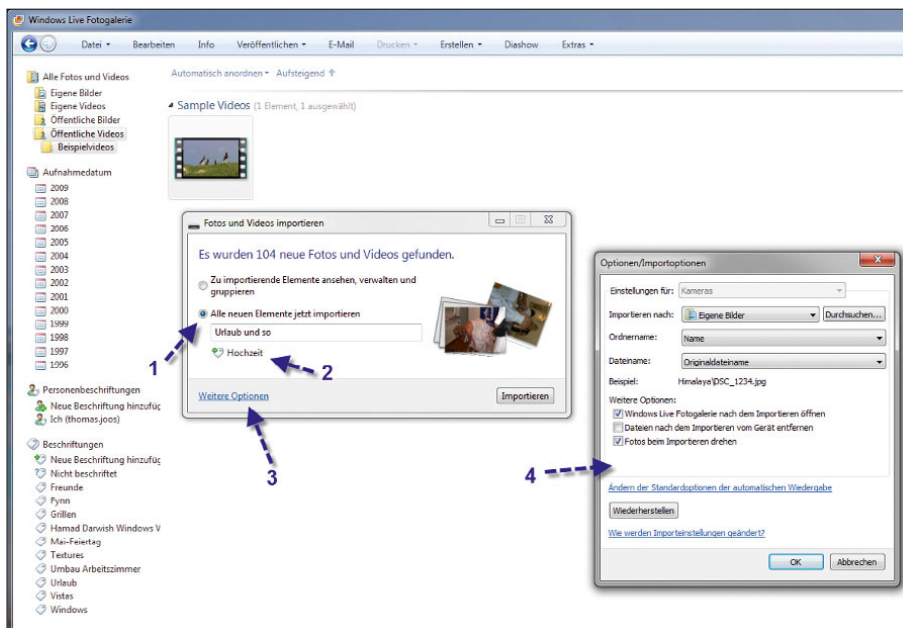 Windows Live Fotogalerie
Datei Bearbeiten Info Veröffentlichen E-Mail Drucken Erstellen Diashow Extras
Alle Fotos und Videos
Eigene Bilder
Eigene Videos
Öffentliche Bilder
Öffentliche Videos
Beispielvideos
Aufnahmedatum
2009
2008
2007
2006
2005
2004
2003
2002
2001
2000
1999
1998
1997
1996
Personenbeschriftungen
Neue Beschriftung hinzufüg
Ich (thomas.joos)
Beschriftungen
Neue Beschriftung hinzufüg
Nicht beschriftet
Freunde
Fynn
Grillen
Hamad Darwish Windows V
Mai-Feiertag
Textures
Umbau Arbeitszimmer
Urlaub
Vistas
Windows
Automatisch anordnen Aufsteigend
Sample Videos (1 Element, 1 ausgewählt)
Fotos und Videos importieren
Es wurden 104 neue Fotos und Videos gefunden.
Zu importierende Elemente ansehen, verwalten und
gruppieren
Alle neuen Elemente jetzt importieren
Urlaub und so
Hochzeit
Weitere Optionen
Importieren
1
2
3
4
Optionen/Importoptionen
Einstellungen für: Kameras
Importieren nach: Eigene Bilder Durchsuchen...
Ordnername: Name
Dateiname: Originaldateiname
Beispiel: Himalaya\DSC_1234.jpg
Weitere Optionen:
Windows Live Fotogalerie nach dem Importieren öffnen
Dateien nach dem Importieren vom Gerät entfernen
Fotos beim Importieren drehen
Ändern der Standardoptionen der automatischen Wiedergabe
Wiederherstellen
Wie werden Importeinstellungen geändert?
OK Abbrechen